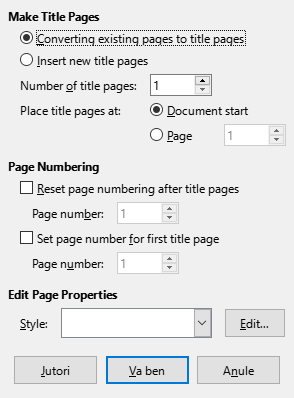 Make Title Pages
Converting existing pages to title pages
Insert new title pages
Number of title pages: 1
Place title pages at: Document start
Page 1
Page Numbering
Reset page numbering after title pages
Page number: 1
Set page number for first title page
Page number: 1
Edit Page Properties
Style: Edit...
Jutori Va ben Anule